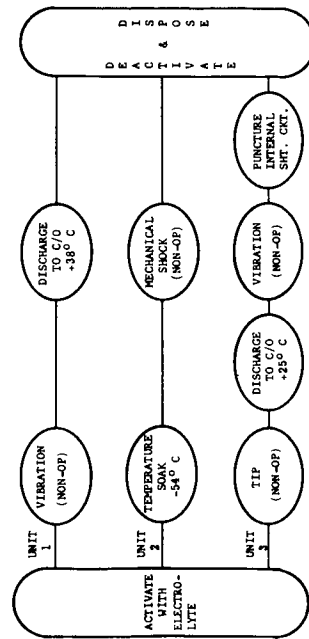 ACTIVATE
WITH
ELECTRO-
LYTE
UNIT
1
VIBRATION
(NON-OP)
DISCHARGE
TO C/O
+38° C
UNIT
2
TEMPERATURE
SOAK
-54° C
MECHANICAL
SHOCK
(NON-OP)
UNIT
3
TIP
(NON-OP)
DISCHARGE
TO C/O
+25° C
VIBRATION
(NON-OP)
PUNCTURE
INTERNAL
SHT. CKT.
DEACTIVATE
&
DISPOSE